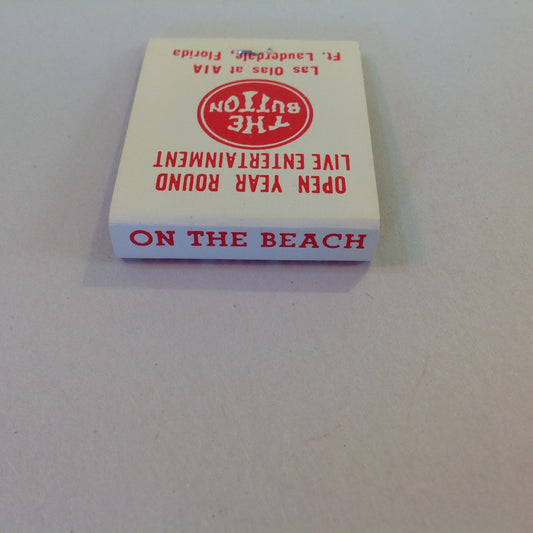 OPEN YEAR ROUND
LIVE ENTERTAINMENT
THE
BUTTON
Las Olas at A1A
Ft. Lauderdale, Florida
ON THE BEACH